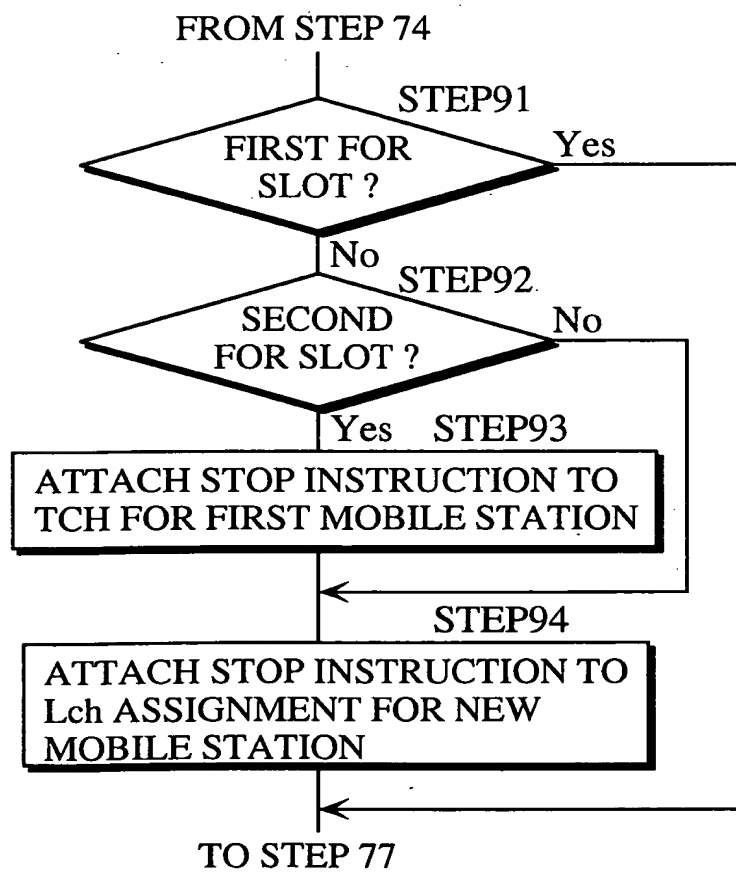 FROM STEP 74
STEP91
FIRST FOR
SLOT ?
Yes
No
STEP92
SECOND
FOR SLOT ?
No
Yes
STEP93
ATTACH STOP INSTRUCTION TO
TCH FOR FIRST MOBILE STATION
STEP94
ATTACH STOP INSTRUCTION TO
Lch ASSIGNMENT FOR NEW
MOBILE STATION
TO STEP 77